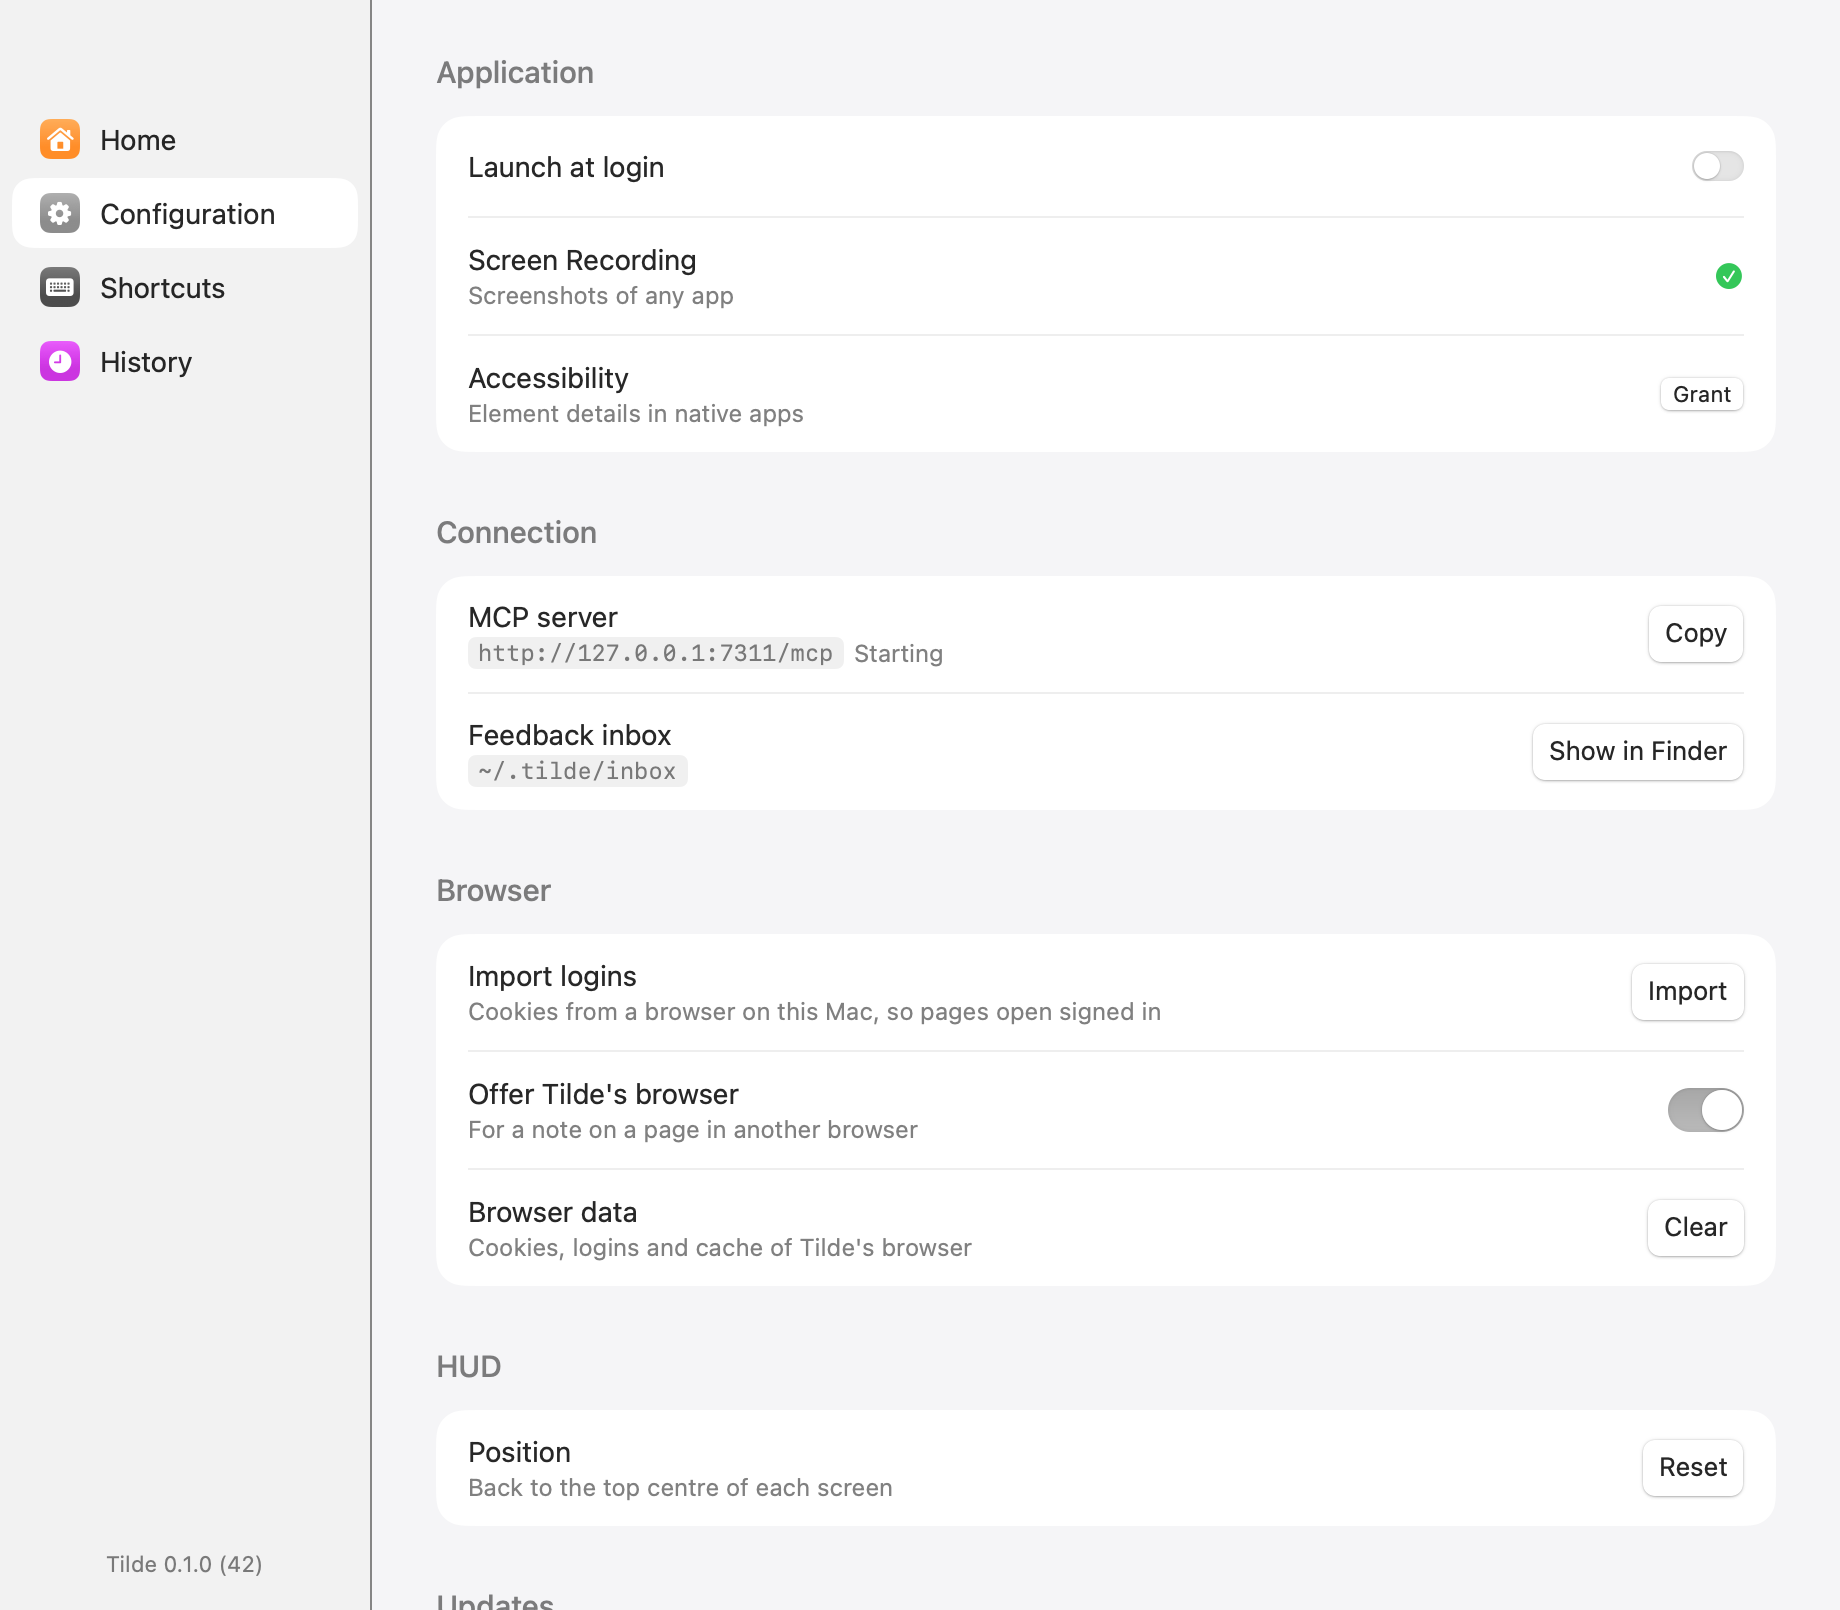 Home
Configuration
Shortcuts
History
Tilde 0.1.0 (42)
Application
Launch at login
Screen Recording
Screenshots of any app
Accessibility
Element details in native apps
Grant
Connection
MCP server
http://127.0.0.1:7311/mcp Starting
Copy
Feedback inbox
~/.tilde/inbox
Show in Finder
Browser
Import logins
Cookies from a browser on this Mac, so pages open signed in
Import
Offer Tilde's browser
For a note on a page in another browser
Browser data
Cookies, logins and cache of Tilde's browser
Clear
HUD
Position
Back to the top centre of each screen
Reset
Updates